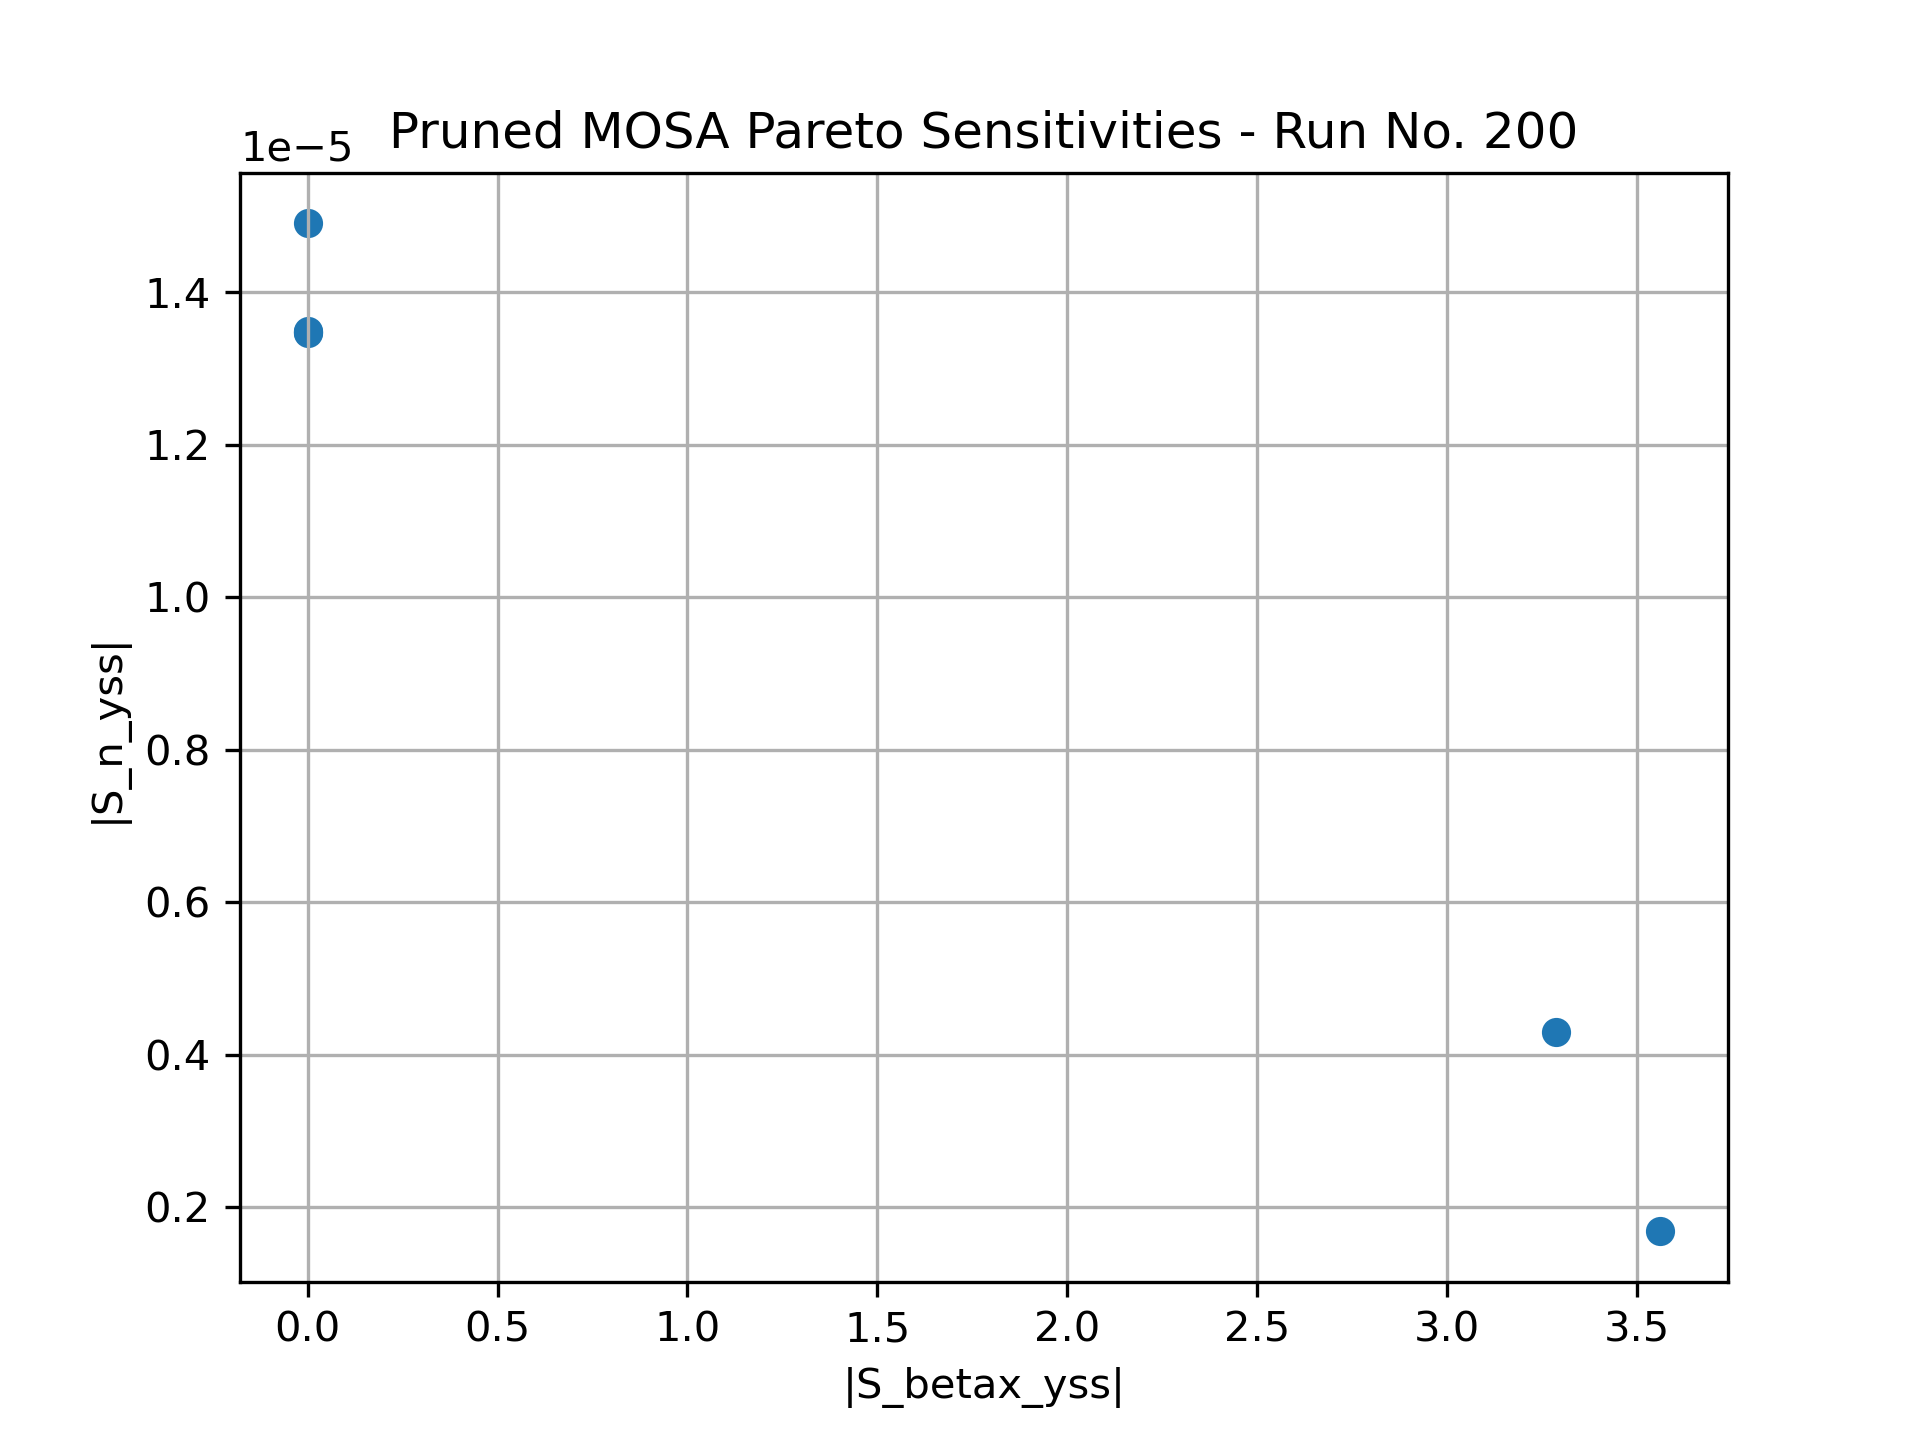 Pruned MOSA Pareto Sensitivities - Run No. 200
1e−5
1.4
1.2
1.0
0.8
0.6
0.4
0.2
|S_n_yss|
0.0 0.5 1.0 1.5 2.0 2.5 3.0 3.5
|S_betax_yss|